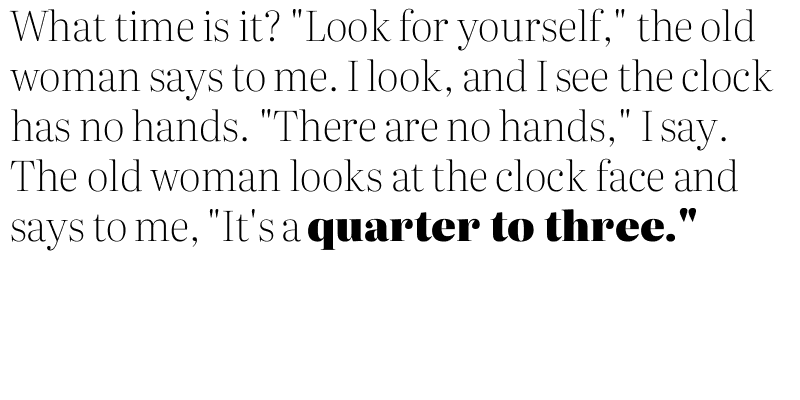 What time is it? "Look for yourself," the old
woman says to me. I look, and I see the clock
has no hands. "There are no hands," I say.
The old woman looks at the clock face and
says to me, "It's a quarter to three."